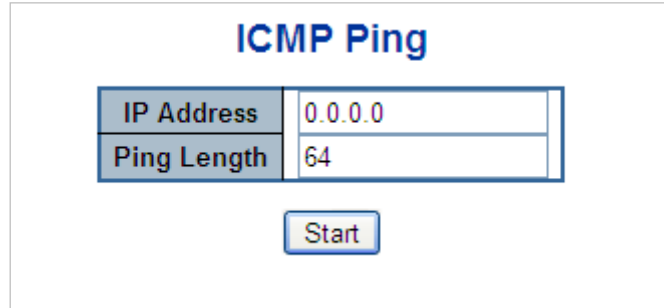 ICMP Ping
IP Address 0.0.0.0
Ping Length 64
Start